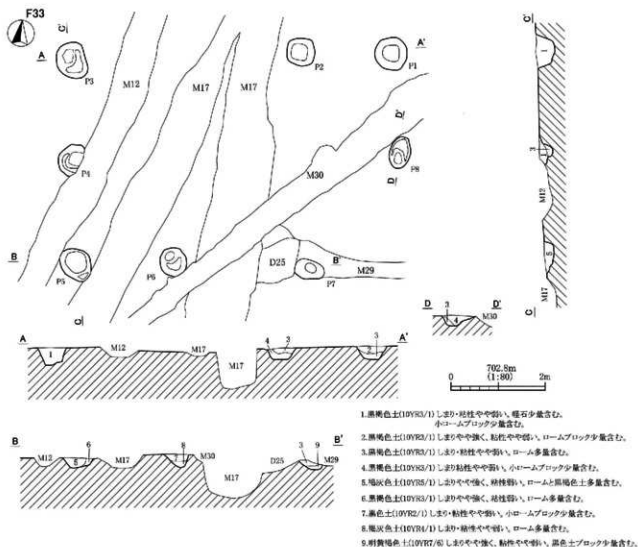 F33
C'
A
A'
P3
P2
P1
M12
M17
M17
D'
P4
M30
P8
D
B
B'
D25
P5
P6
P7
M29
C
A
A'
M12
M17
M17
1
4
3
3
B
B'
M12
6
6
M17
8
M30
M17
D25
3
9
M29
C'
1
3
M12
5
M17
C
D
D'
3
4
M30
702.8m
0
(1:80)
2m
1.黒褐色土(10YR3/1)しまり・粘性やや弱い、軽石少量含む。
小ロームブロック少量含む。
2.黒褐色土(10YR3/1)しまりやや強く、粘性やや弱い、ロームブロック少量含む。
3.黒褐色土(10YR3/1)しまり・粘性やや弱い、ローム多量含む。
4.黒褐色土(10YR3/1)しまり粘性やや弱い、小ロームブロック少量含む。
5.褐灰色土(10YR5/1)しまりやや強く、粘性弱い、ロームと黒褐色土多量含む。
6.黒褐色土(10YR3/1)しまりやや強く、粘性弱い、ローム多量含む。
7.黒色土(10YR2/1)しまり・粘性やや弱い、小ロームブロック少量含む。
8.褐灰色土(10YR4/1)しまり・粘性やや弱い、ローム多量含む。
9.明黄褐色土(10YR7/6)しまりやや強く、粘性やや弱い、黒色土ブロック少量含む。